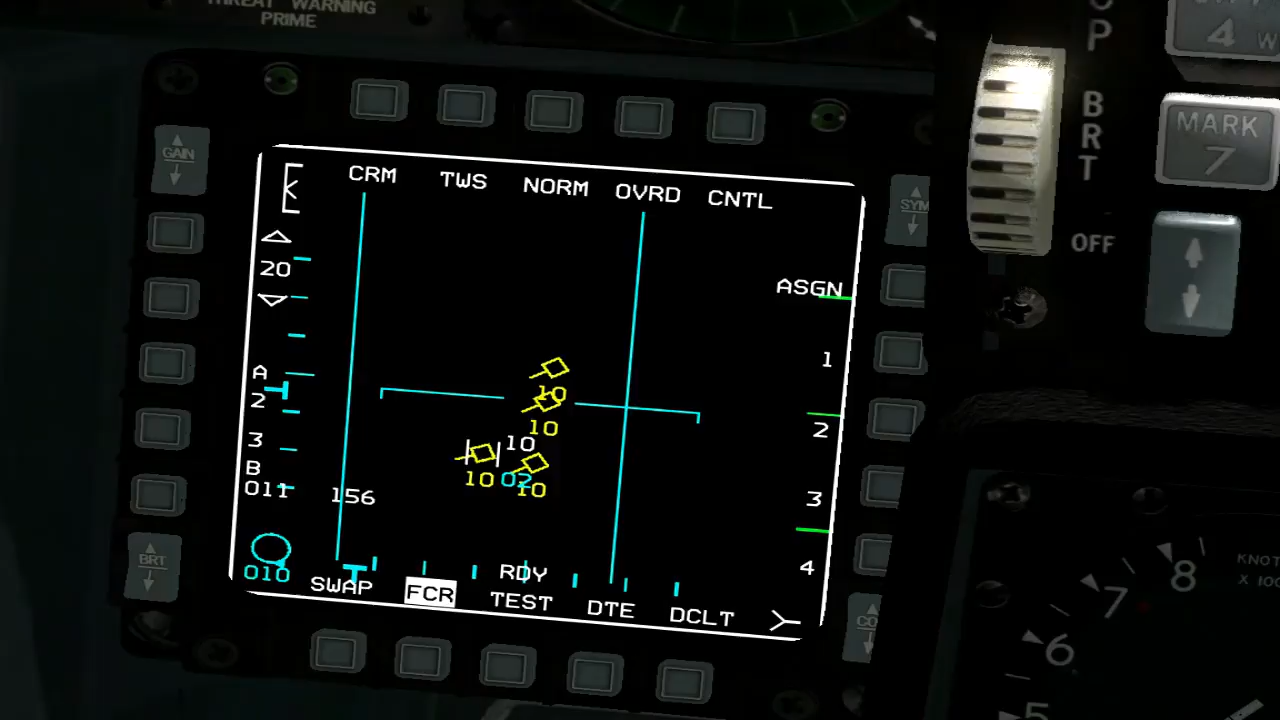 THREAT WARNING
PRIME
GAIN
SYM
BRT
CRM TWS NORM OVRD CNTL
20
A
2
3
B
011
156
010
ASGN
1
2
3
4
10
10
10
10
02
10
RDY
SWAP FCR TEST DTE DCLT
P
BRT
OFF
4
MARK
7
KNOT
X 100
8
7
6
5